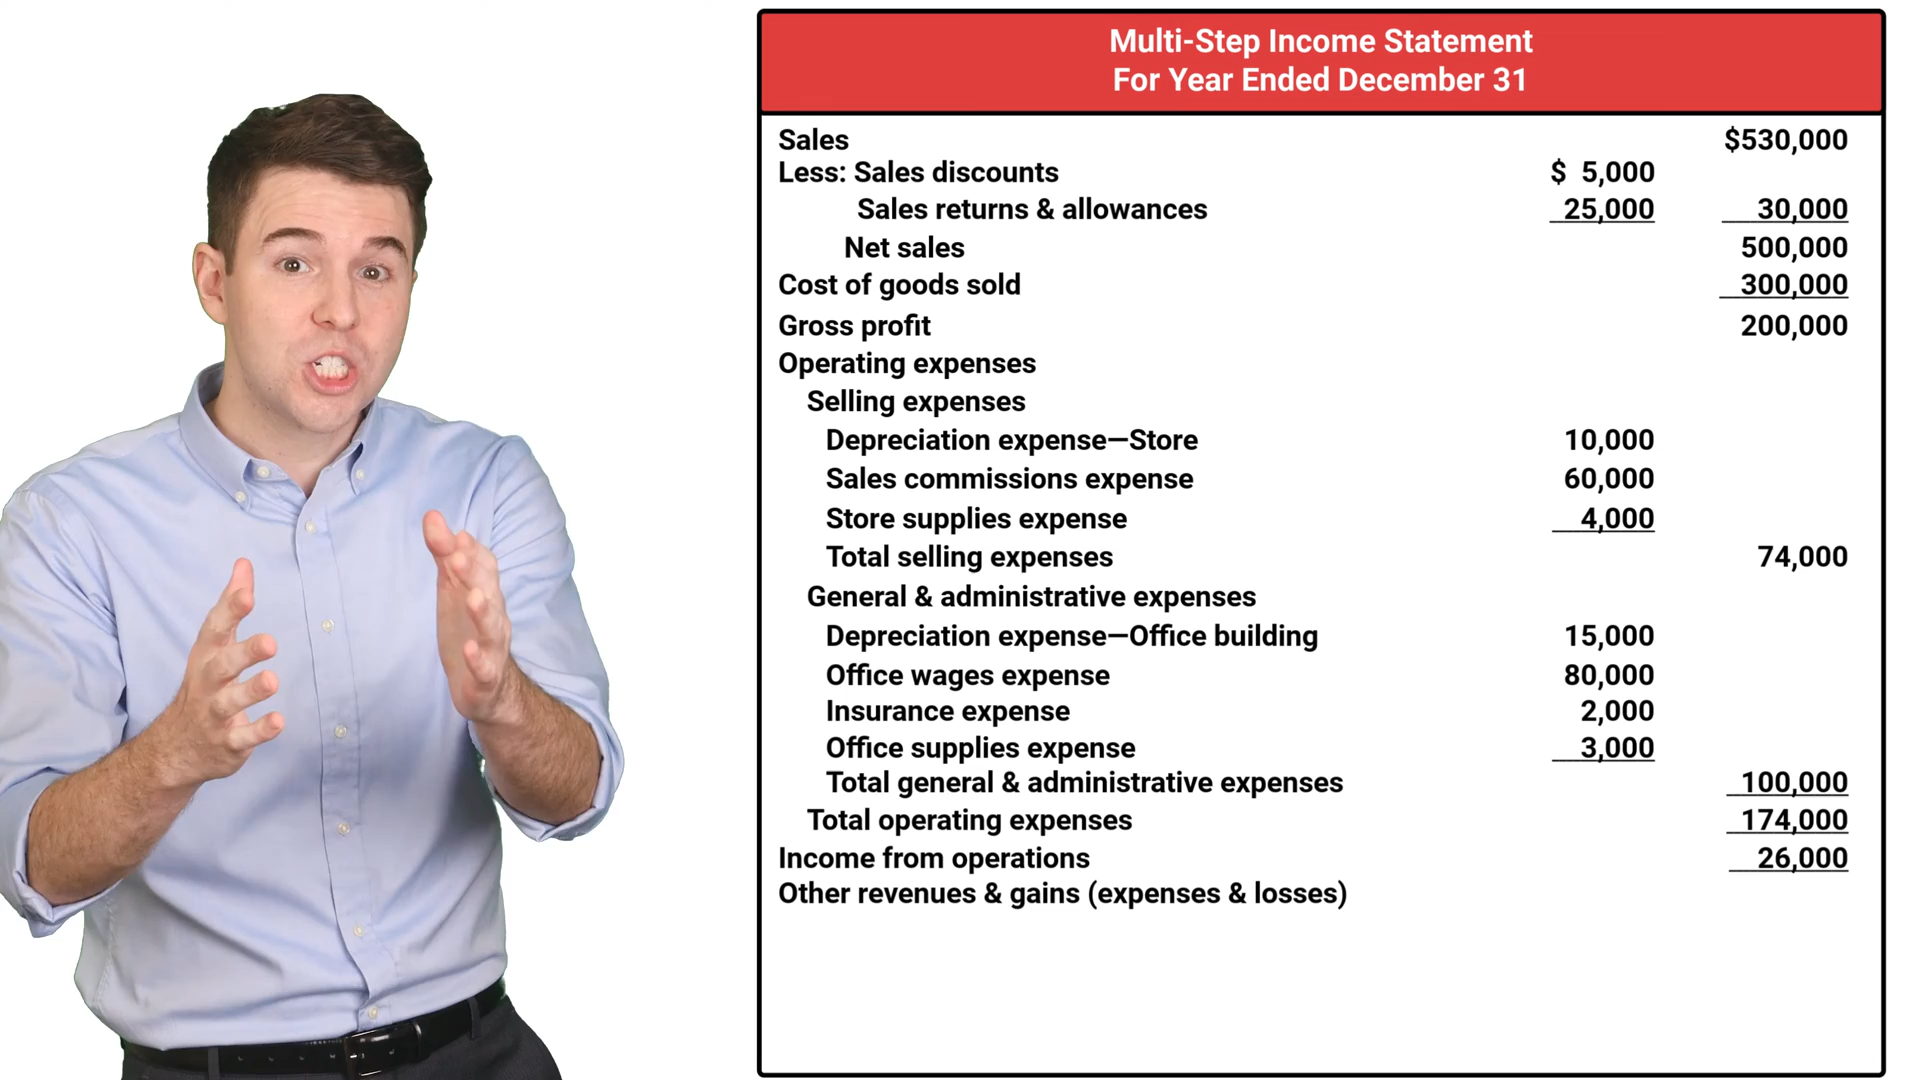 Multi-Step Income Statement
For Year Ended December 31
Sales $530,000
Less: Sales discounts $ 5,000
Sales returns & allowances 25,000 30,000
Net sales 500,000
Cost of goods sold 300,000
Gross profit 200,000
Operating expenses
Selling expenses
Depreciation expense—Store 10,000
Sales commissions expense 60,000
Store supplies expense 4,000
Total selling expenses 74,000
General & administrative expenses
Depreciation expense—Office building 15,000
Office wages expense 80,000
Insurance expense 2,000
Office supplies expense 3,000
Total general & administrative expenses 100,000
Total operating expenses 174,000
Income from operations 26,000
Other revenues & gains (expenses & losses)